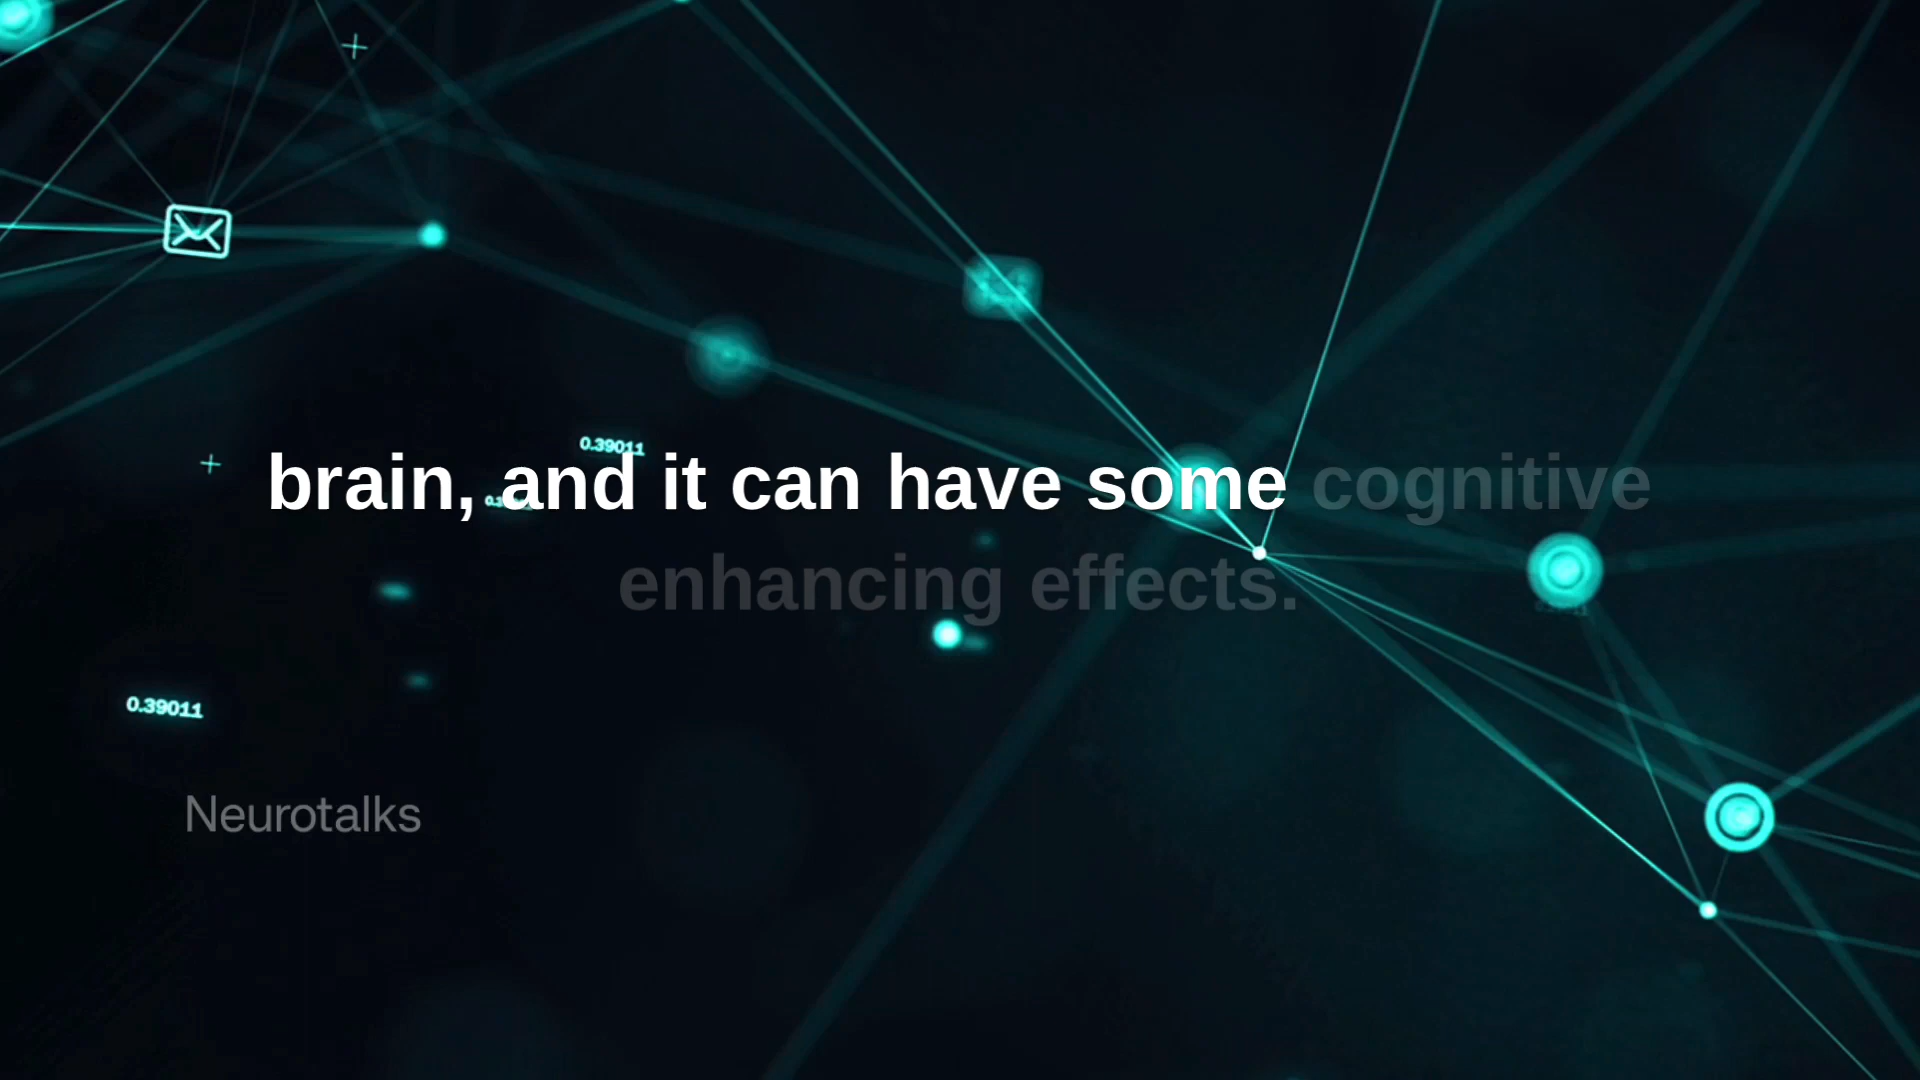 0.39011
brain, and it can have some cognitive
enhancing effects.
0.39011
Neurotalks